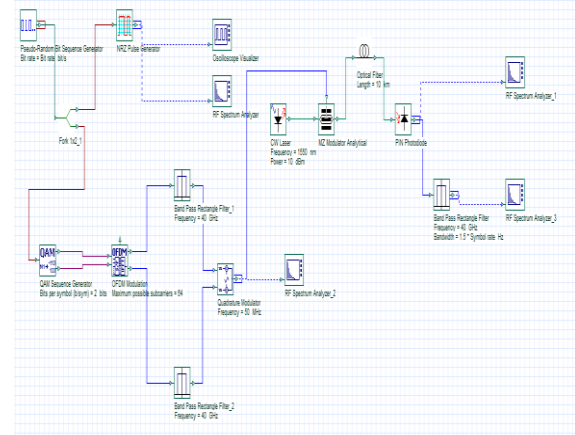 Pseudo-Random Bit Sequence Generator
Bit rate = Bit rate bit/s
NRZ Pulse Generator
Oscilloscope Visualizer
RF Spectrum Analyzer
Fork 1x2_1
CW Laser
Frequency = 1550 nm
Power = 10 dBm
MZ Modulator Analytical
Optical Fiber
Length = 10 km
PIN Photodiode
RF Spectrum Analyzer_1
Band Pass Rectangle Filter
Frequency = 40 GHz
Bandwidth = 1.5 * Symbol rate Hz
RF Spectrum Analyzer_3
Band Pass Rectangle Filter_1
Frequency = 40 GHz
QAM
QAM Sequence Generator
Bits per symbol (b/sym) = 2 bits
OFDM
OFDM Modulation
Maximum possible subcarriers = 64
Quadrature Modulator
Frequency = 50 MHz
RF Spectrum Analyzer_2
Band Pass Rectangle Filter_2
Frequency = 40 GHz